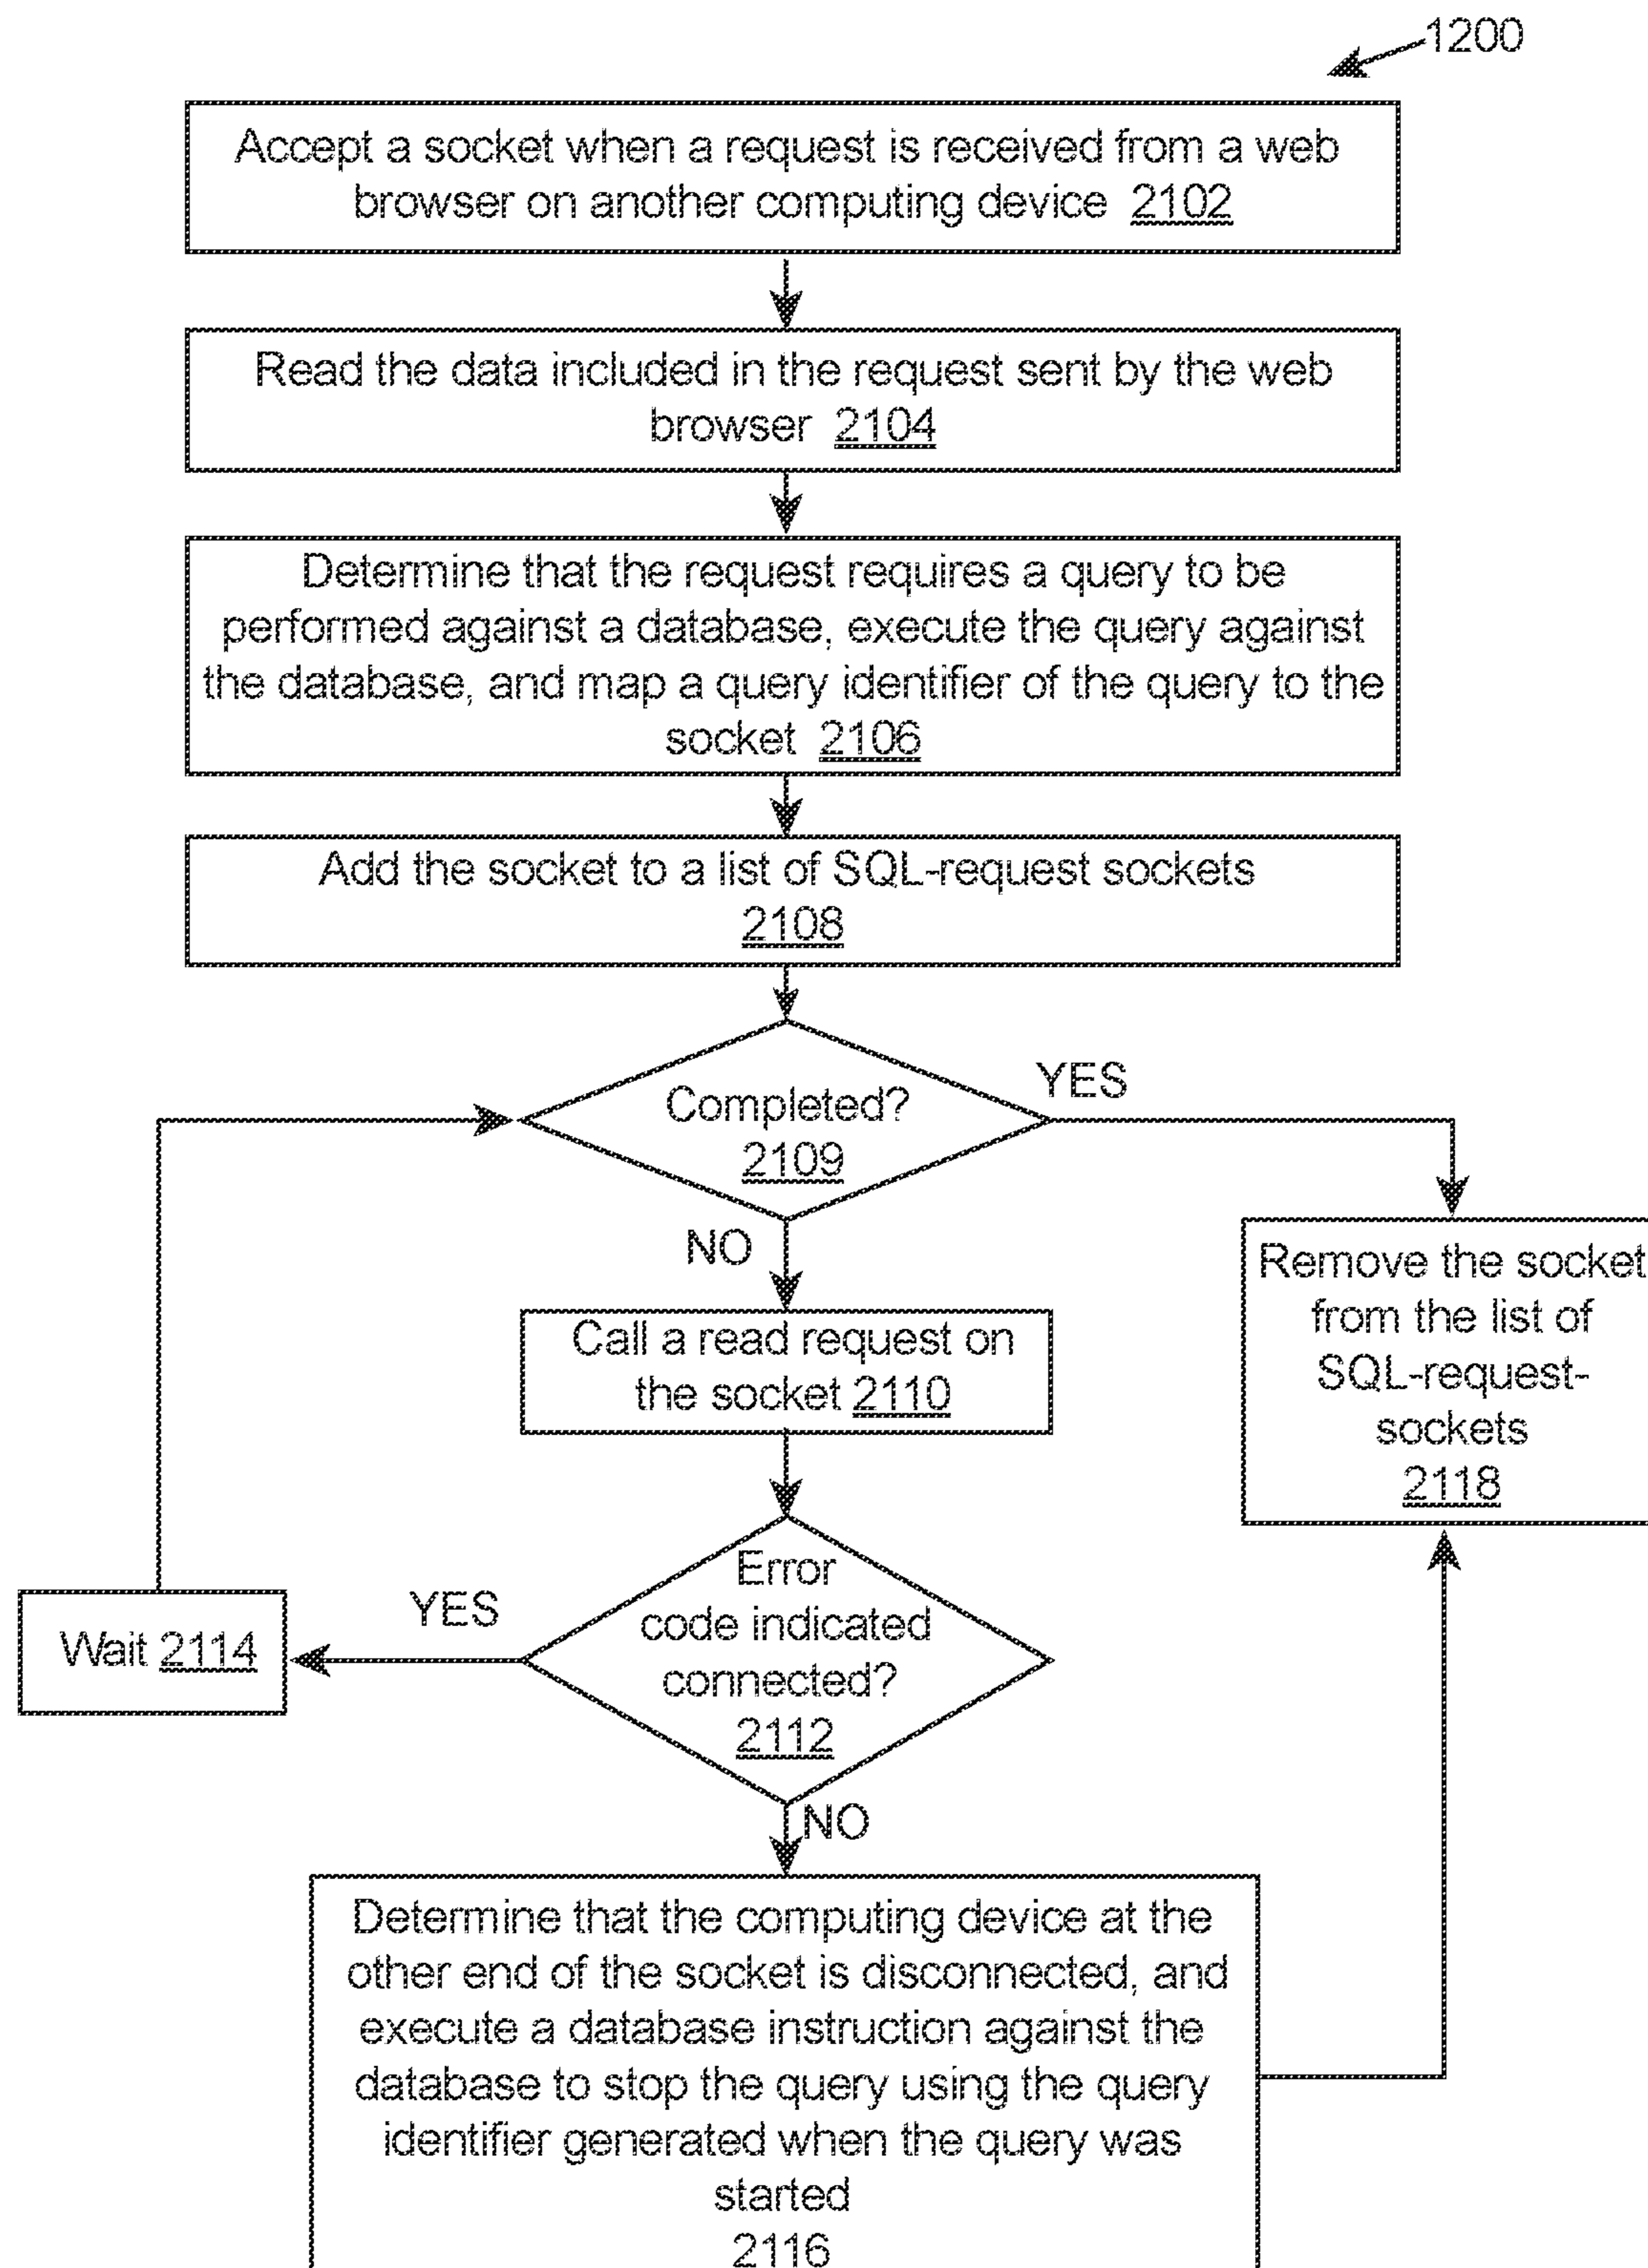 1200
Accept a socket when a request is received from a web
browser on another computing device 2102
Read the data included in the request sent by the web
browser 2104
Determine that the request requires a query to be
performed against a database, execute the query against
the database, and map a query identifier of the query to the
socket 2106
Add the socket to a list of SQL-request sockets
2108
Completed?
2109
YES
NO
Call a read request on
the socket 2110
Remove the socket
from the list of
SQL-request-
sockets
2118
Error
code indicated
connected?
2112
YES
Wait 2114
NO
Determine that the computing device at the
other end of the socket is disconnected, and
execute a database instruction against the
database to stop the query using the query
identifier generated when the query was
started
2116